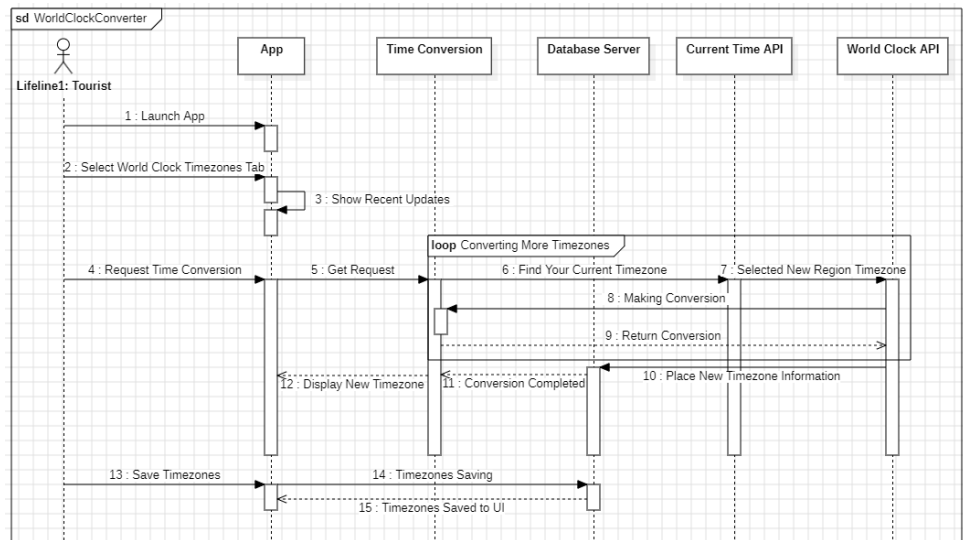 sd WorldClockConverter
App
Time Conversion
Database Server
Current Time API
World Clock API
Lifeline1: Tourist
1 : Launch App
2 : Select World Clock Timezones Tab
3 : Show Recent Updates
loop Converting More Timezones
4 : Request Time Conversion
5 : Get Request
6 : Find Your Current Timezone
7 : Selected New Region Timezone
8 : Making Conversion
9 : Return Conversion
10 : Place New Timezone Information
11 : Conversion Completed
12 : Display New Timezone
13 : Save Timezones
14 : Timezones Saving
15 : Timezones Saved to UI